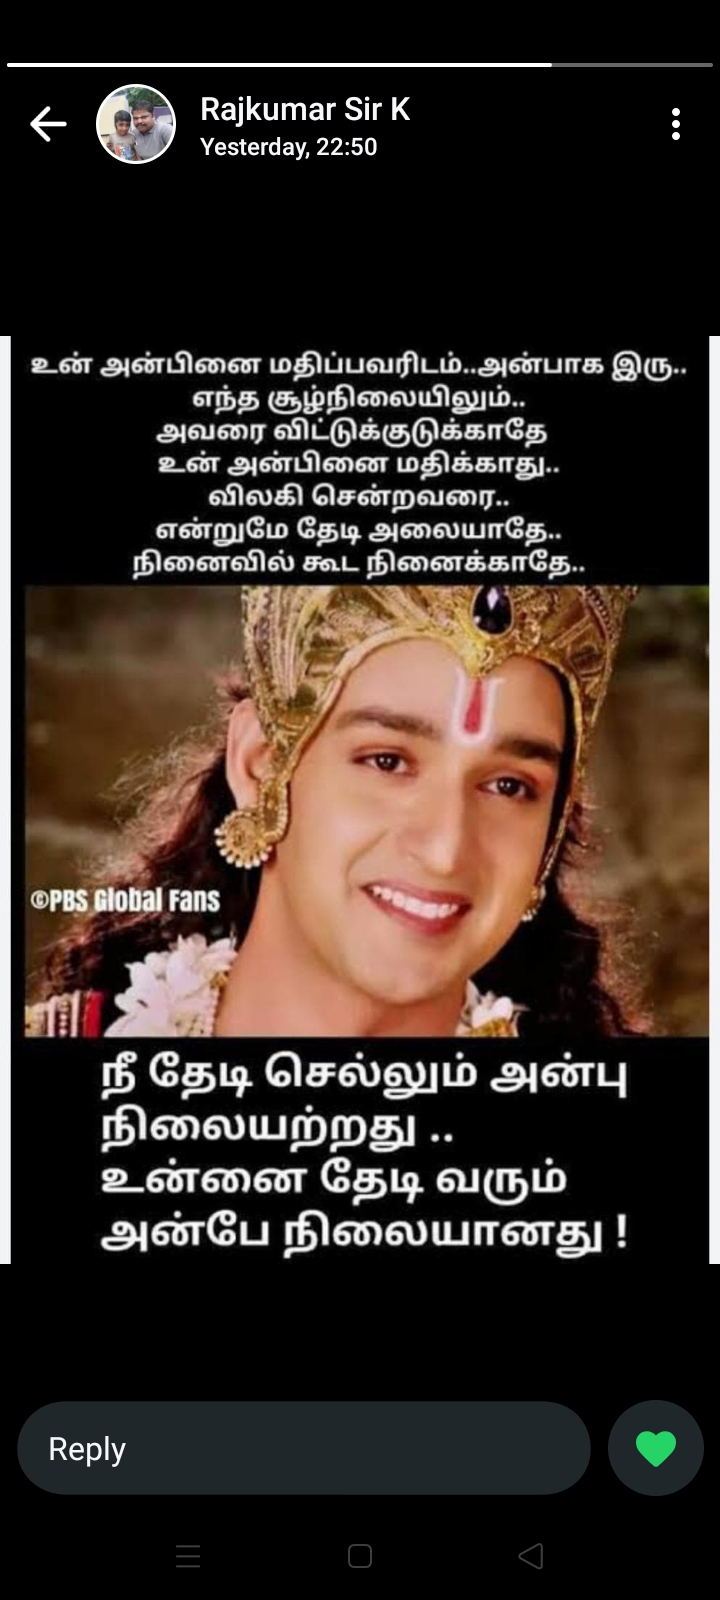 Rajkumar Sir K
Yesterday, 22:50
உன் அன்பினை மதிப்பவரிடம்..அன்பாக இரு..
எந்த சூழ்நிலையிலும்..
அவரை விட்டுக்குடுக்காதே
உன் அன்பினை மதிக்காது..
விலகி சென்றவரை..
என்றுமே தேடி அலையாதே..
நினைவில் கூட நினைக்காதே..
©PBS Global Fans
நீ தேடி செல்லும் அன்பு
நிலையற்றது ..
உன்னை தேடி வரும்
அன்பே நிலையானது !
Reply